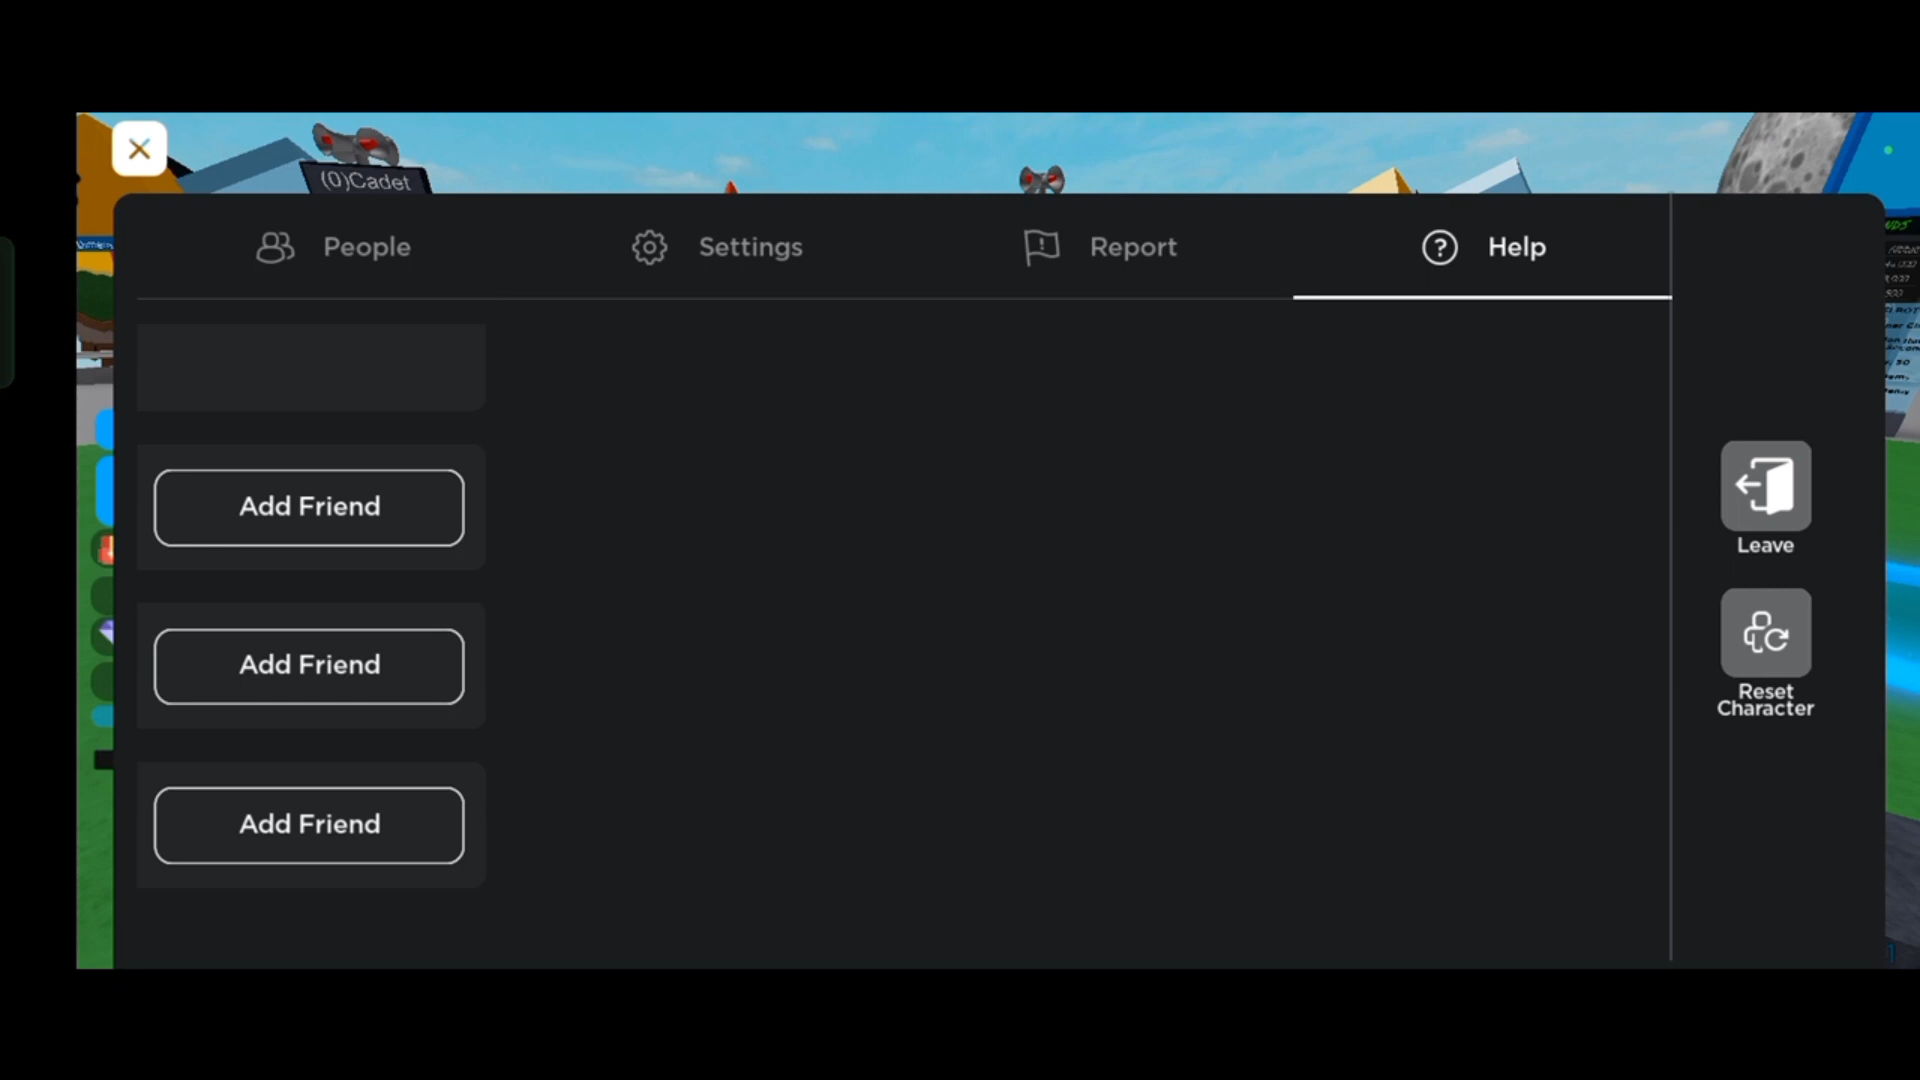 (0)Cadet
People
Settings
Report
Help
Add Friend
Add Friend
Add Friend
Leave
Reset
Character